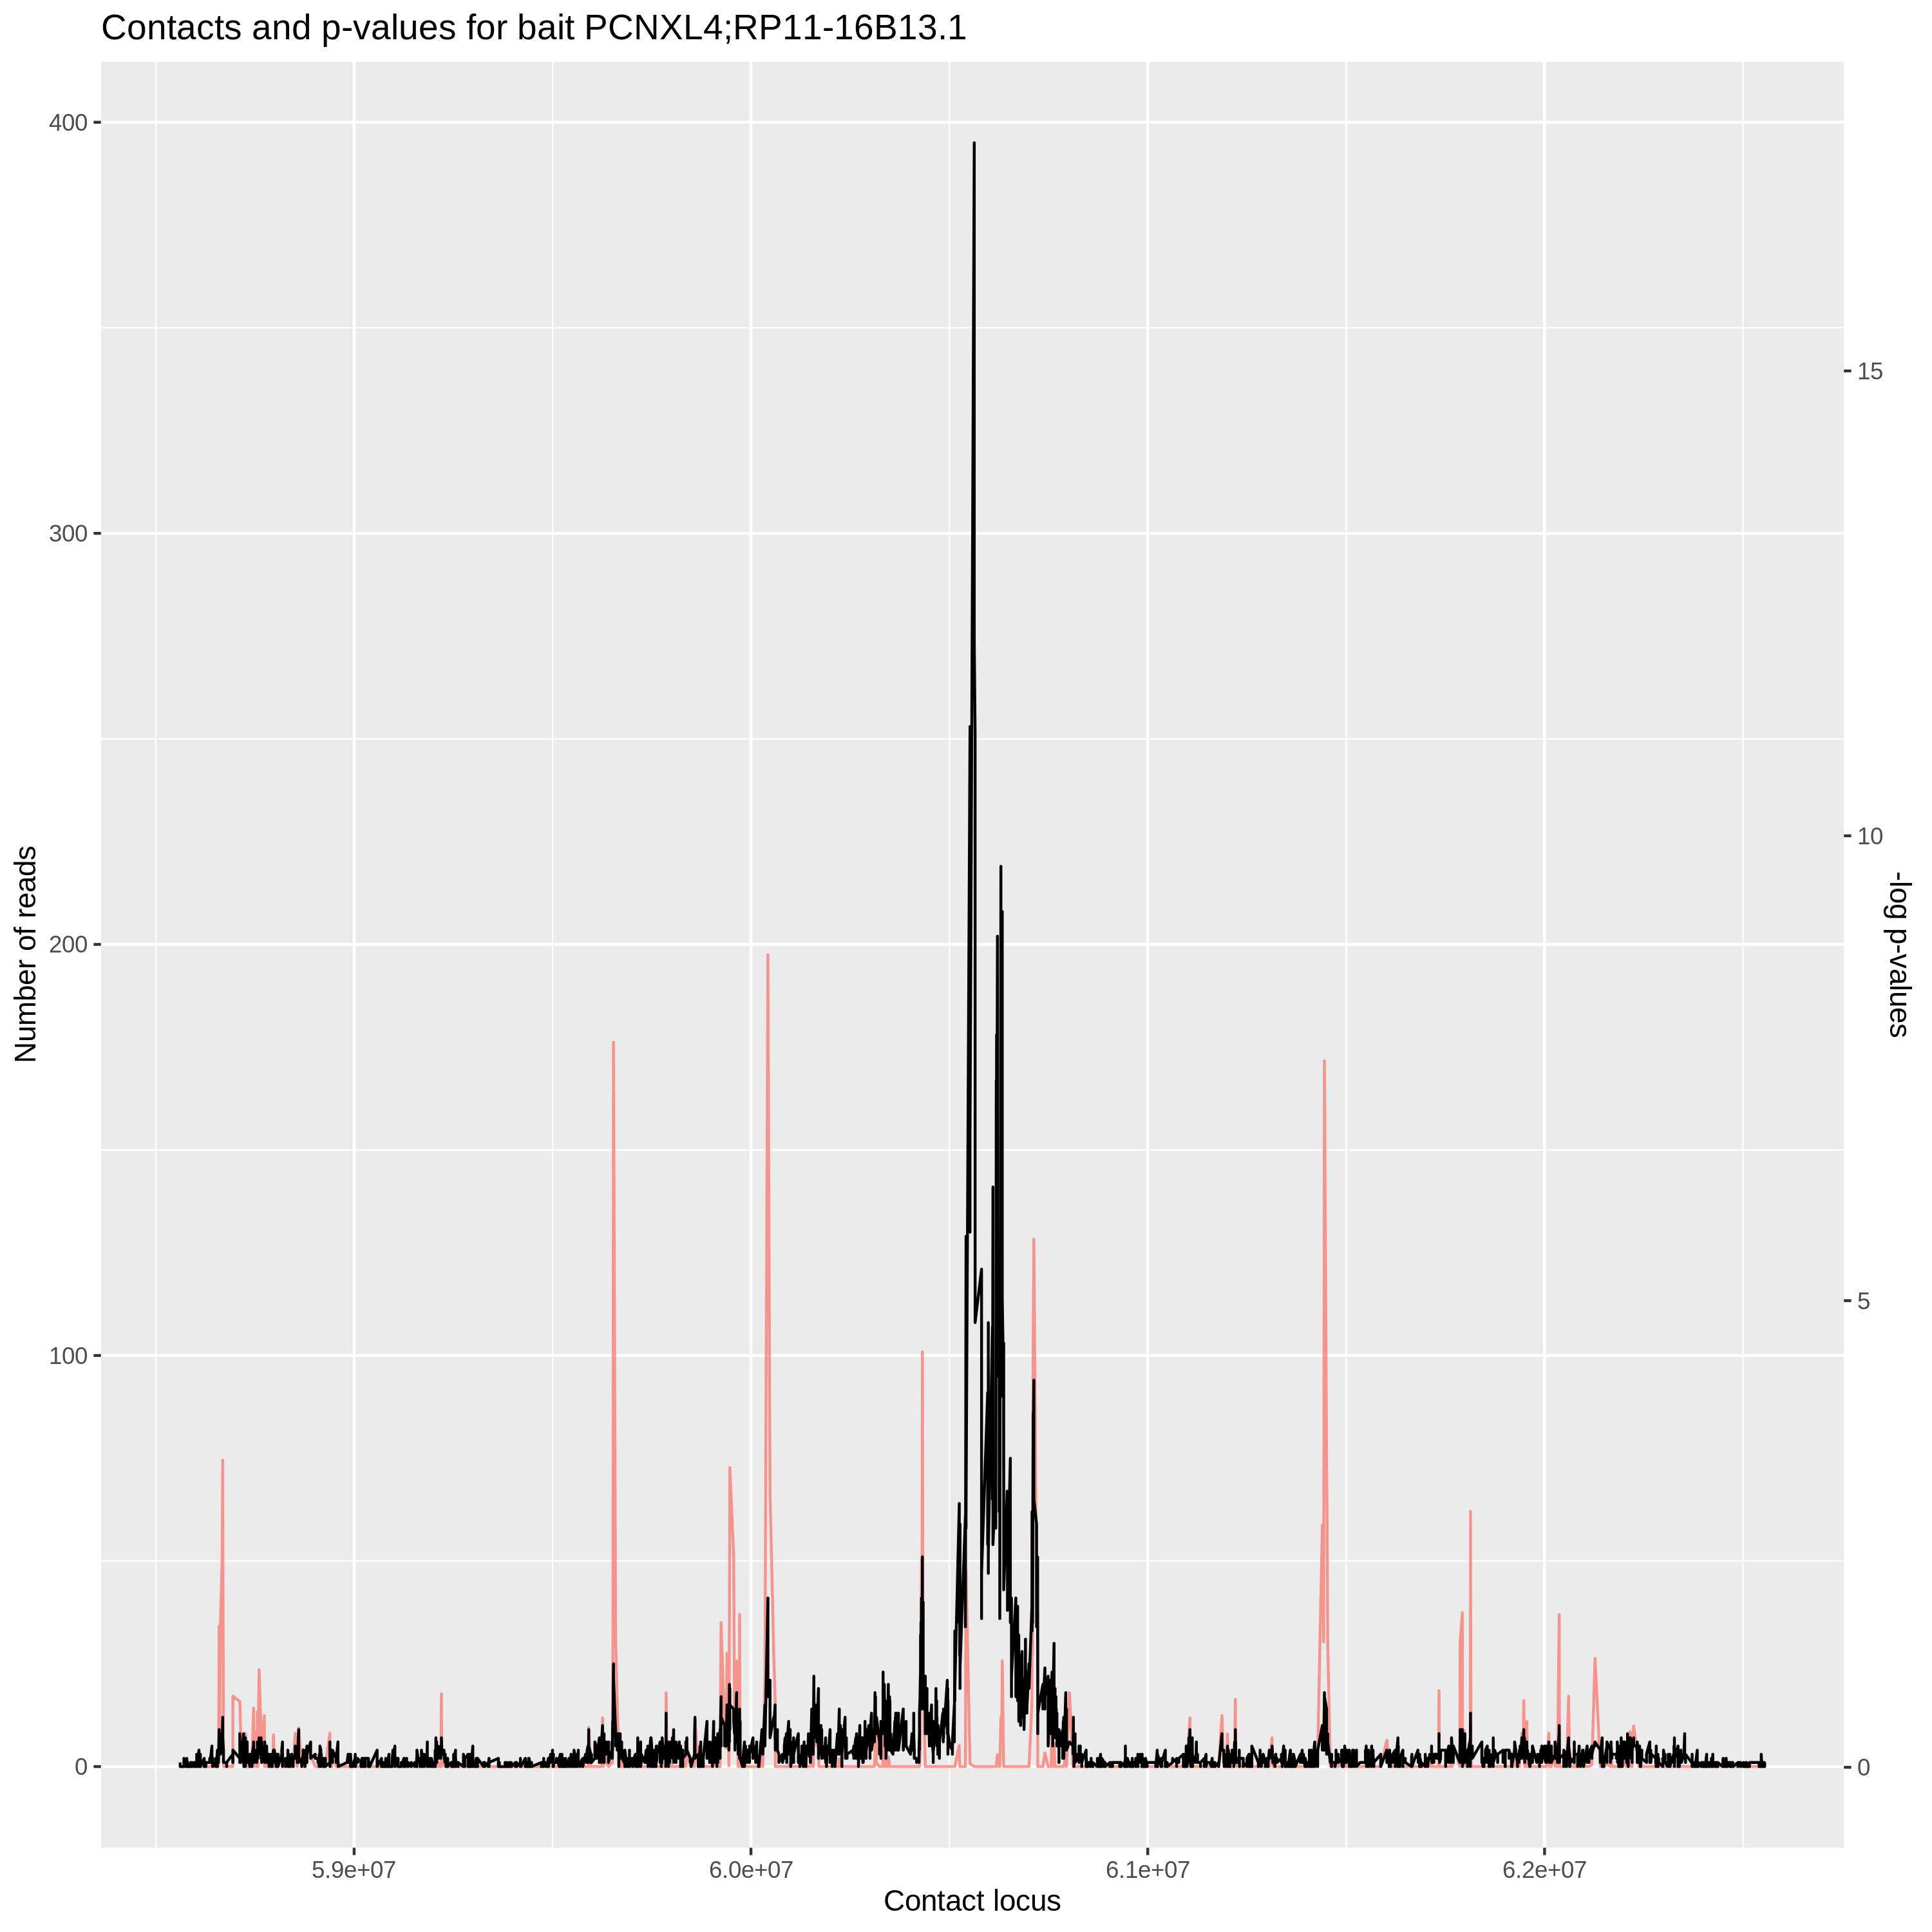 Contacts and p-values for bait PCNXL4;RP11-16B13.1
400
300
200
100
0
Number of reads
15
10
5
0
-log p-values
5.9e+07
6.0e+07
6.1e+07
6.2e+07
Contact locus